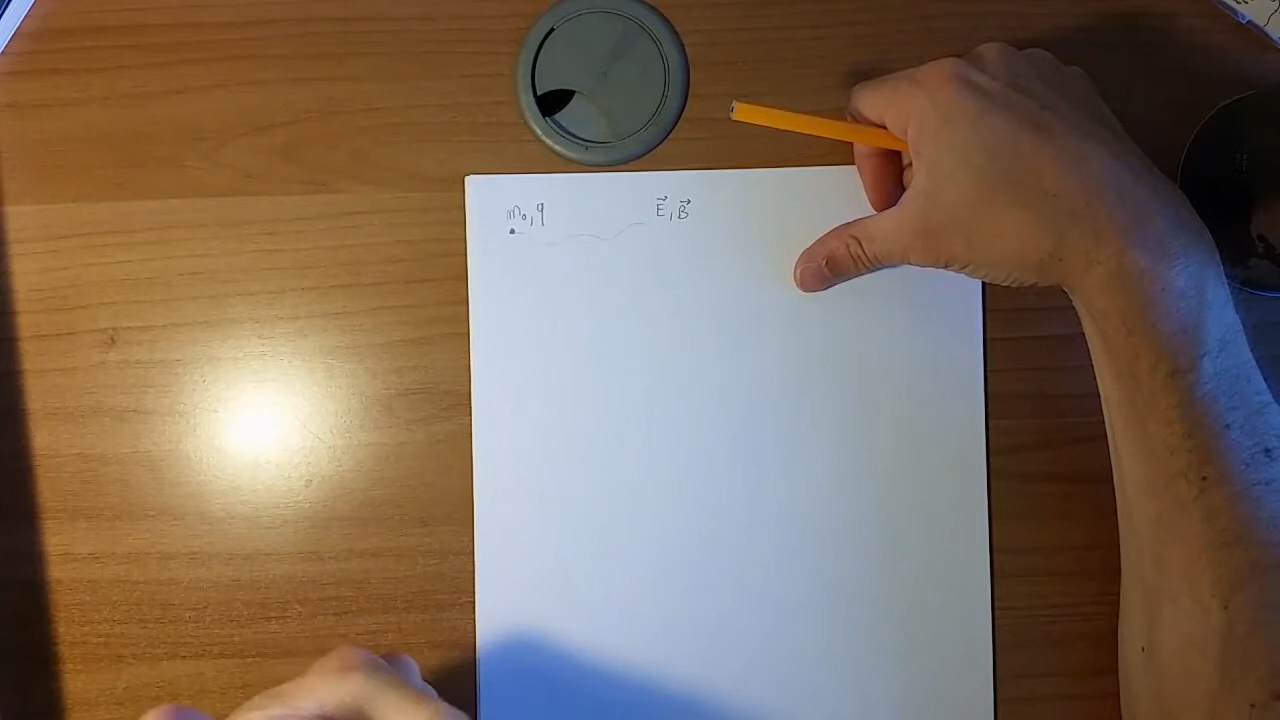 m₀, q E⃗, B⃗